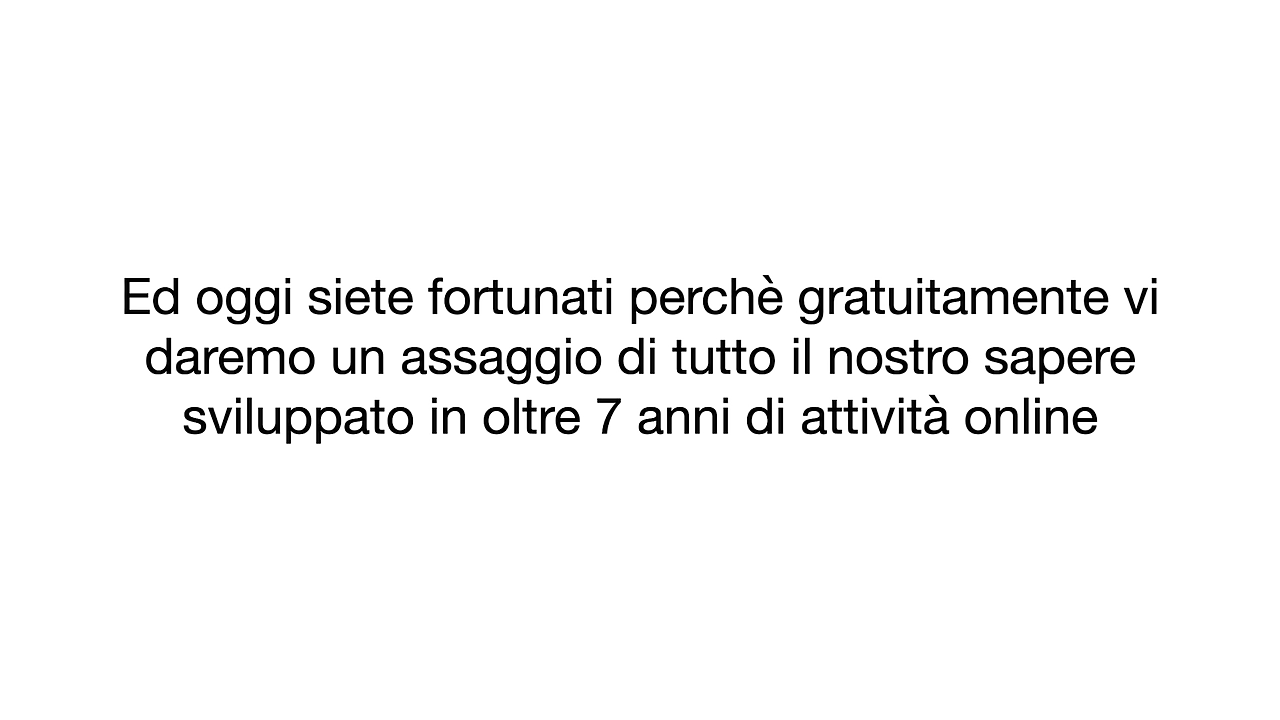 Ed oggi siete fortunati perchè gratuitamente vi
daremo un assaggio di tutto il nostro sapere
sviluppato in oltre 7 anni di attività online